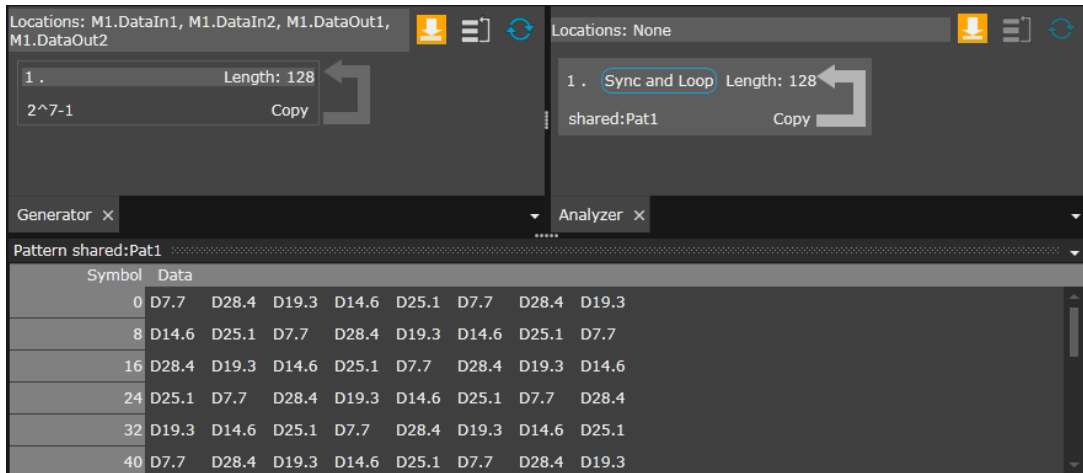 Locations: M1.DataIn1, M1.DataIn2, M1.DataOut1,
M1.DataOut2
1 . Length: 128
2^7-1 Copy
Generator ×
Locations: None
1 . Sync and Loop Length: 128
shared:Pat1 Copy
Analyzer ×
Pattern shared:Pat1
Symbol Data
0 D7.7 D28.4 D19.3 D14.6 D25.1 D7.7 D28.4 D19.3
8 D14.6 D25.1 D7.7 D28.4 D19.3 D14.6 D25.1 D7.7
16 D28.4 D19.3 D14.6 D25.1 D7.7 D28.4 D19.3 D14.6
24 D25.1 D7.7 D28.4 D19.3 D14.6 D25.1 D7.7 D28.4
32 D19.3 D14.6 D25.1 D7.7 D28.4 D19.3 D14.6 D25.1
40 D7.7 D28.4 D19.3 D14.6 D25.1 D7.7 D28.4 D19.3